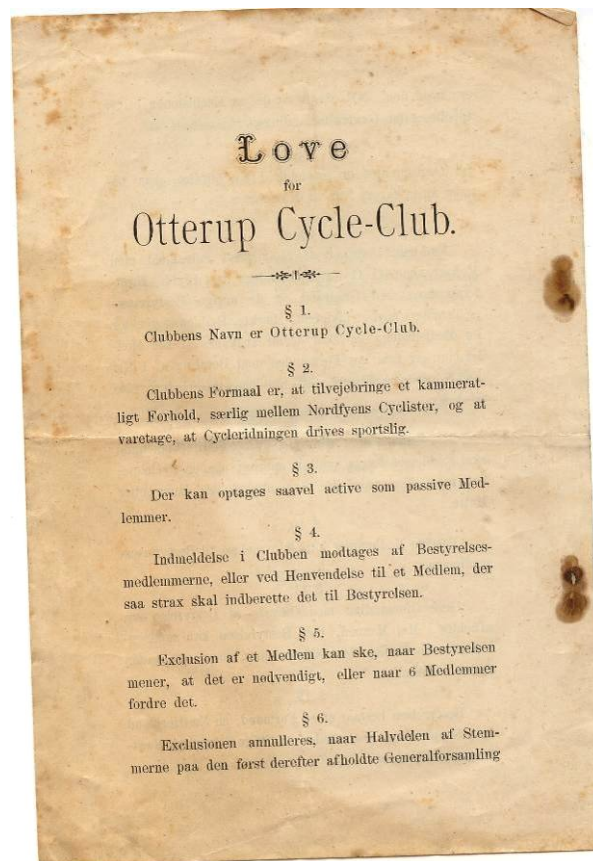 Love
for
Otterup Cycle-Club.
§ 1.
Clubbens Navn er Otterup Cycle-Club.
§ 2.
Clubbens Formaal er, at tilvejebringe et kammerat-
ligt Forhold, særlig mellem Nordfyens Cyclister, og at
varetage, at Cycleridningen drives sportslig.
§ 3.
Der kan optages saavel active som passive Med-
lemmer.
§ 4.
Indmeldelse i Clubben modtages af Bestyrelses-
medlemmerne, eller ved Henvendelse til et Medlem, der
saa strax skal indberette det til Bestyrelsen.
§ 5.
Exclusion af et Medlem kan ske, naar Bestyrelsen
mener, at det er nødvendigt, eller naar 6 Medlemmer
fordre det.
§ 6.
Exclusionen annulleres, naar Halvdelen af Stem-
merne paa den først derefter afholdte Generalforsamling